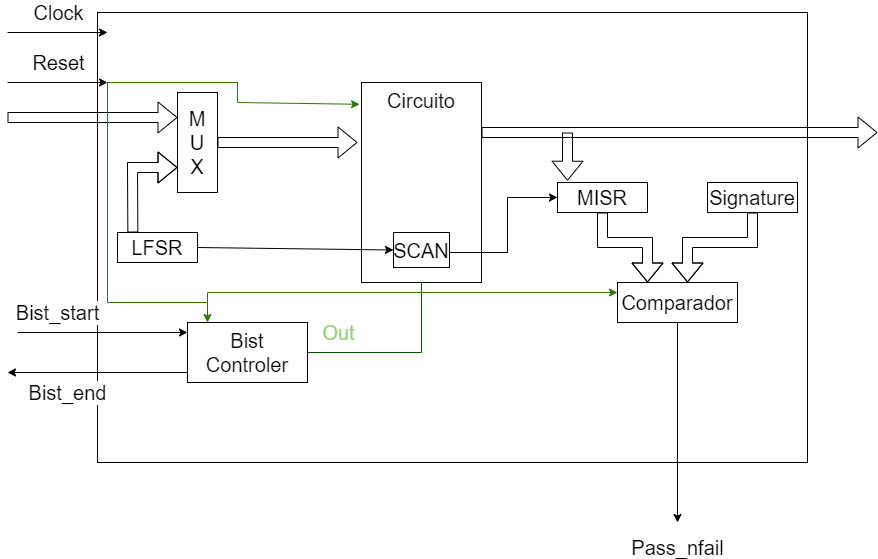 Clock
Reset
M
U
X
Circuito
MISR
Signature
LFSR
SCAN
Comparador
Bist_start
Bist
Controler
Out
Bist_end
Pass_nfail